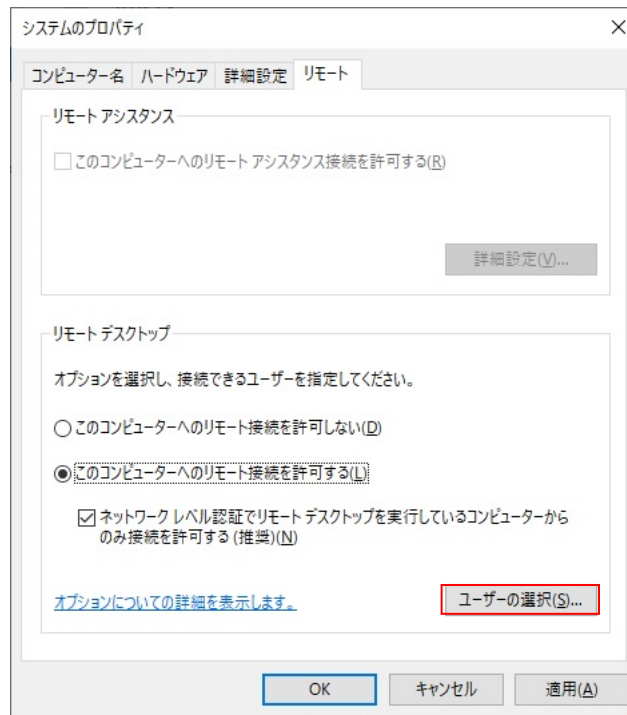 システムのプロパティ
コンピューター名 ハードウェア 詳細設定 リモート
リモート アシスタンス
このコンピューターへのリモート アシスタンス接続を許可する(R)
詳細設定(V)...
リモート デスクトップ
オプションを選択し、接続できるユーザーを指定してください。
このコンピューターへのリモート接続を許可しない(D)
このコンピューターへのリモート接続を許可する(L)
ネットワーク レベル認証でリモート デスクトップを実行しているコンピューターから
のみ接続を許可する (推奨)(N)
オプションについての詳細を表示します。
ユーザーの選択(S)...
OK キャンセル 適用(A)